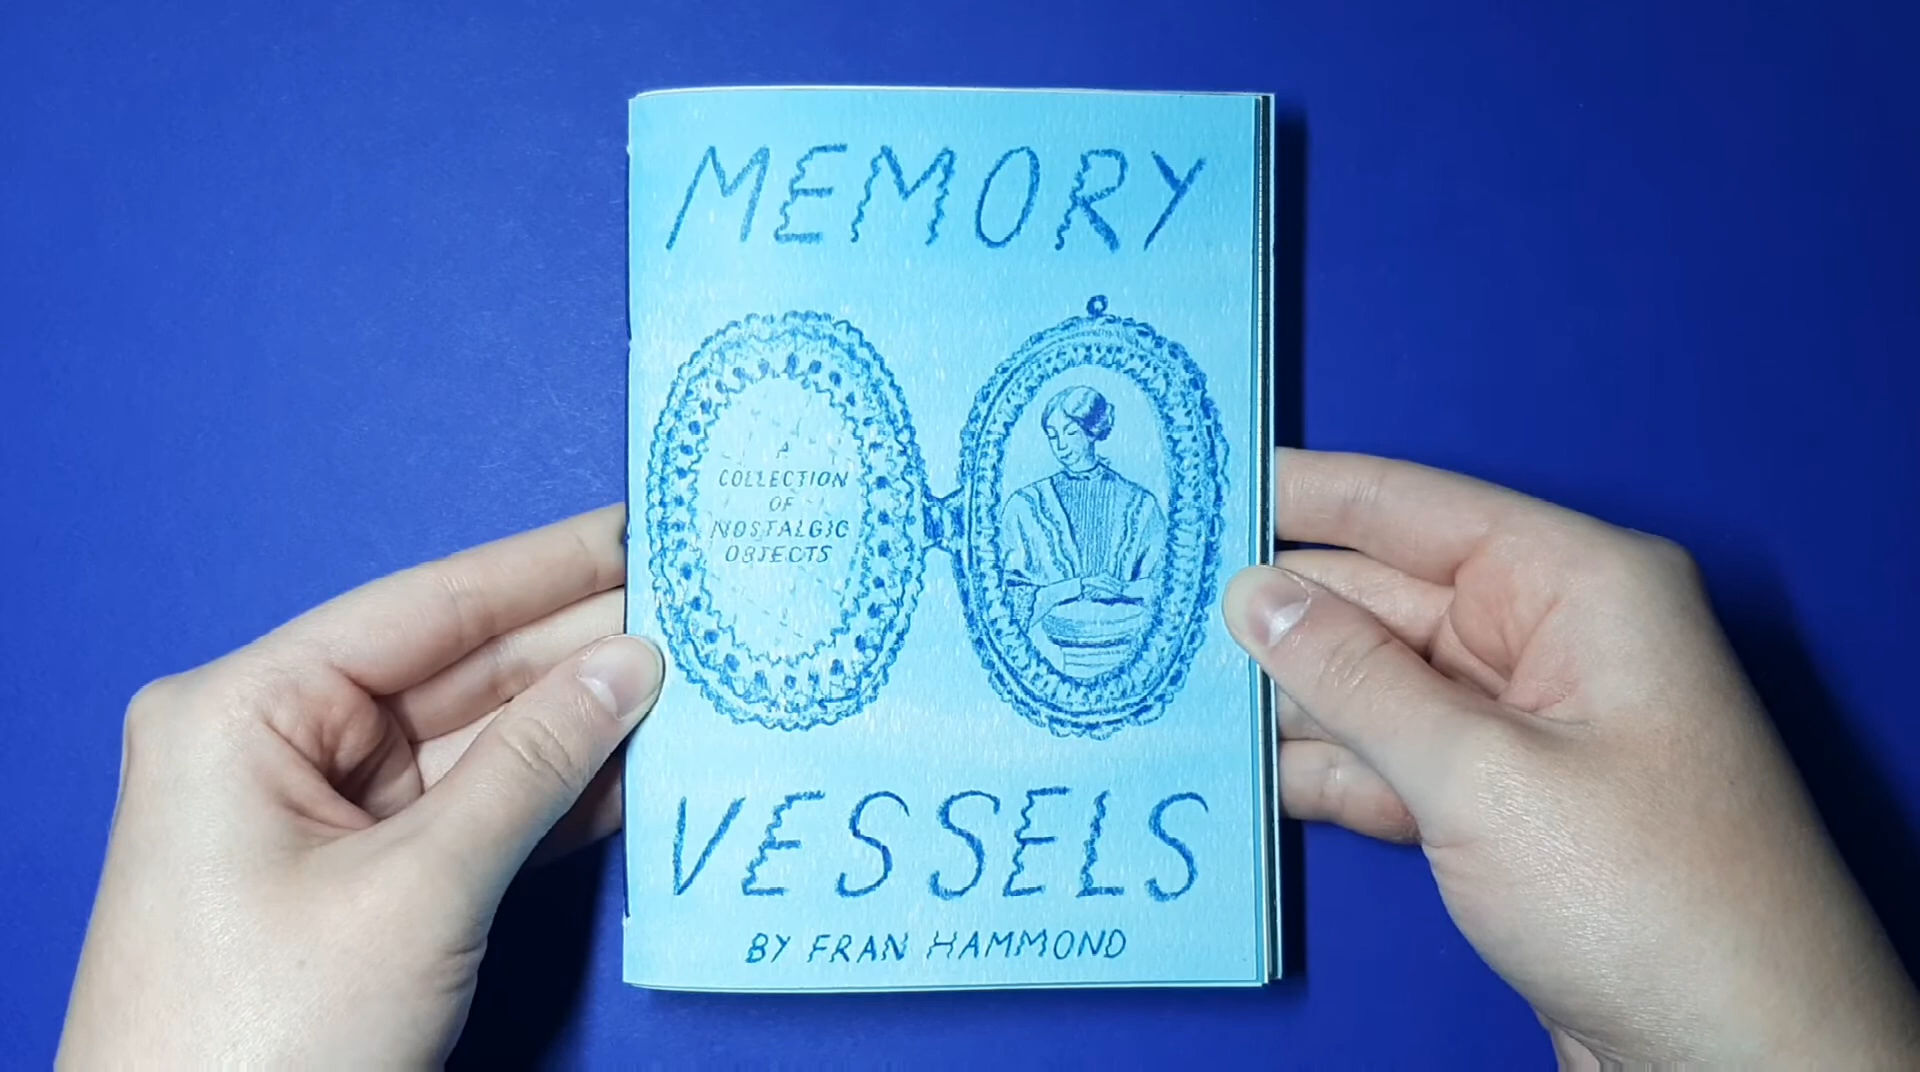 MEMORY
A
COLLECTION
OF
NOSTALGIC
OBJECTS
VESSELS
BY FRAN HAMMOND